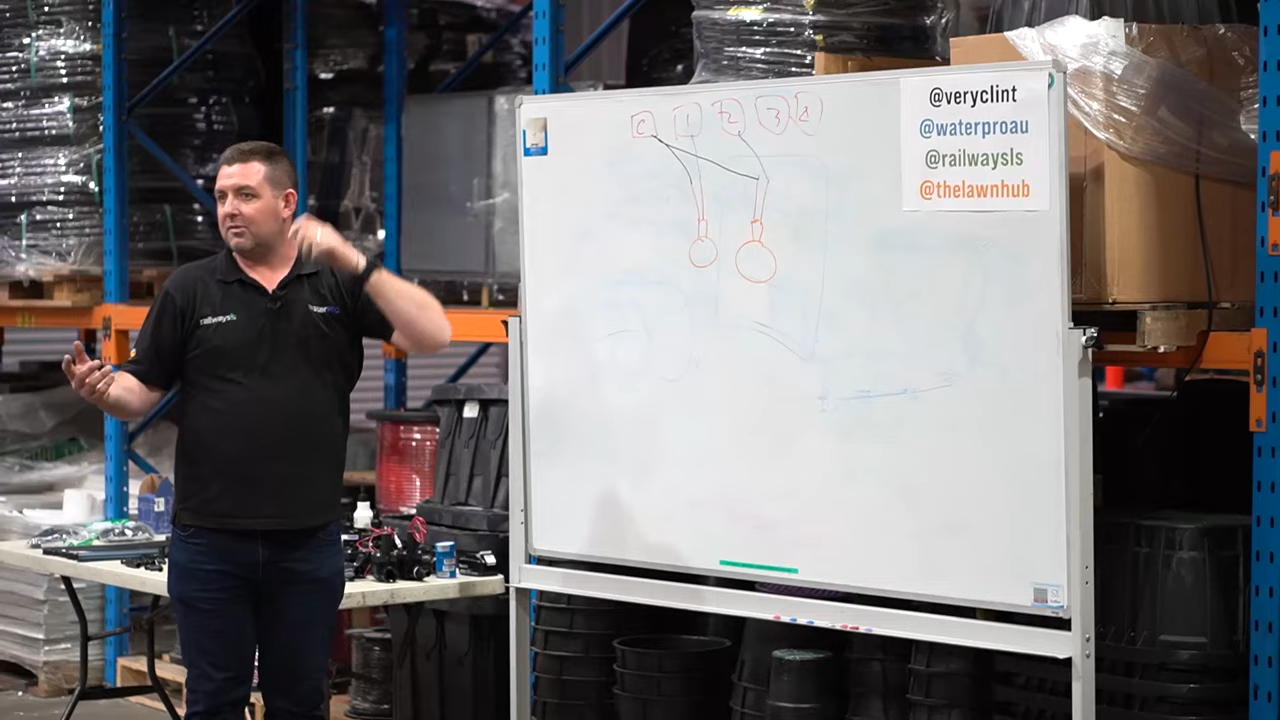 C 1 2 3 4
@veryclint
@waterproau
@railwaysls
@thelawnhub
railwaysls